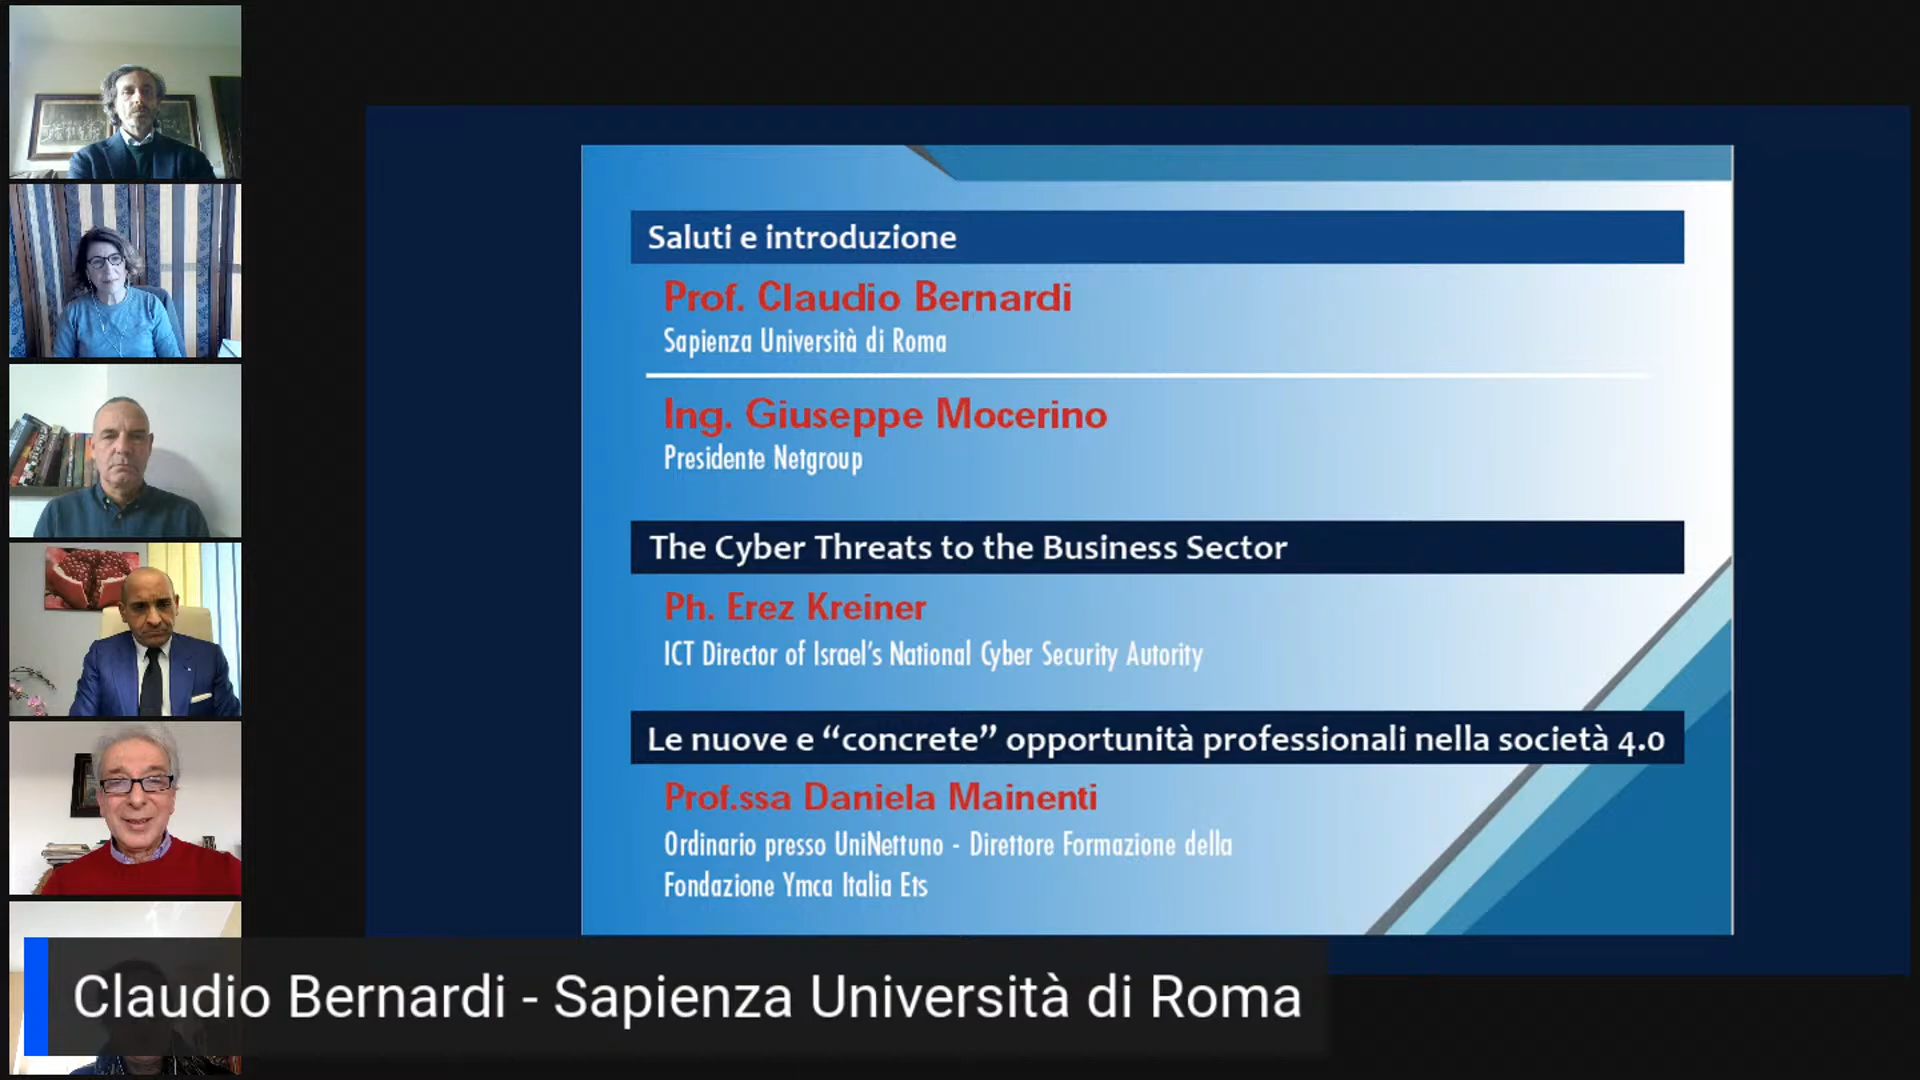 Saluti e introduzione
Prof. Claudio Bernardi
Sapienza Università di Roma
Ing. Giuseppe Mocerino
Presidente Netgroup
The Cyber Threats to the Business Sector
Ph. Erez Kreiner
ICT Director of Israel's National Cyber Security Autority
Le nuove e “concrete” opportunità professionali nella società 4.0
Prof.ssa Daniela Mainenti
Ordinario presso UniNettuno - Direttore Formazione della
Fondazione Ymca Italia Ets
Claudio Bernardi - Sapienza Università di Roma